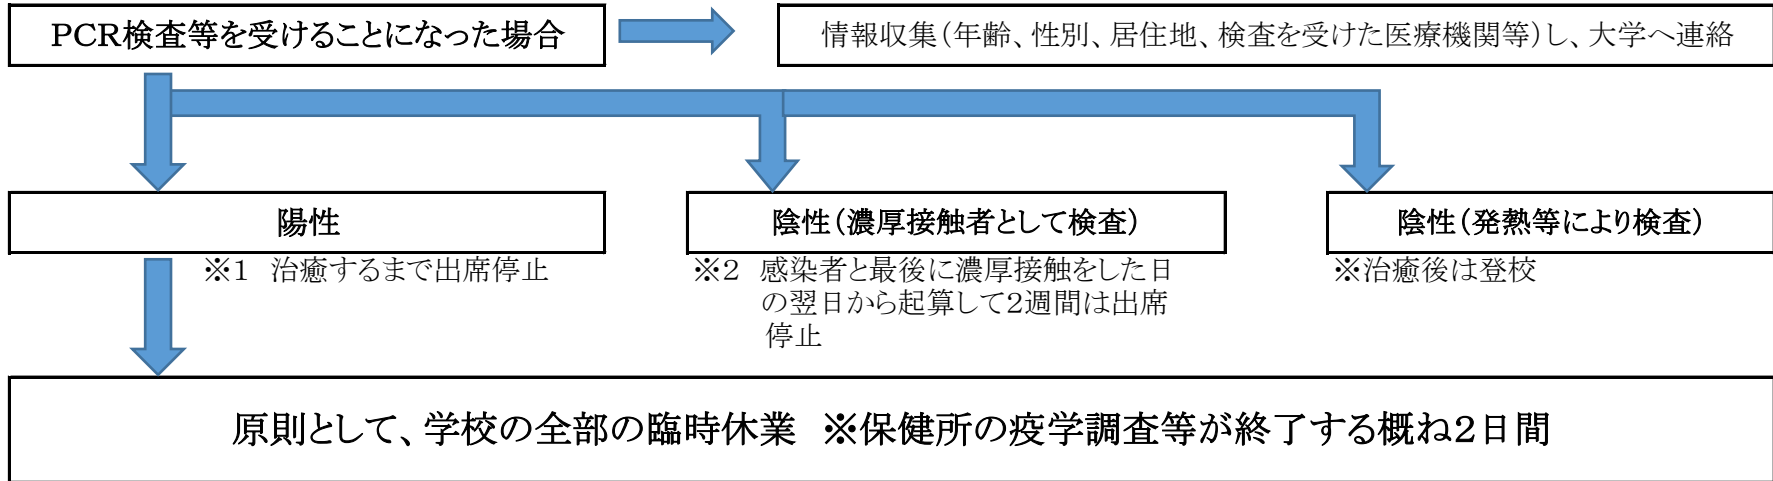 PCR検査等を受けることになった場合
情報収集(年齢、性別、居住地、検査を受けた医療機関等)し、大学へ連絡
陽性
※1 治癒するまで出席停止
陰性(濃厚接触者として検査)
※2 感染者と最後に濃厚接触をした日
の翌日から起算して2週間は出席
停止
陰性(発熱等により検査)
※治癒後は登校
原則として、学校の全部の臨時休業 ※保健所の疫学調査等が終了する概ね2日間